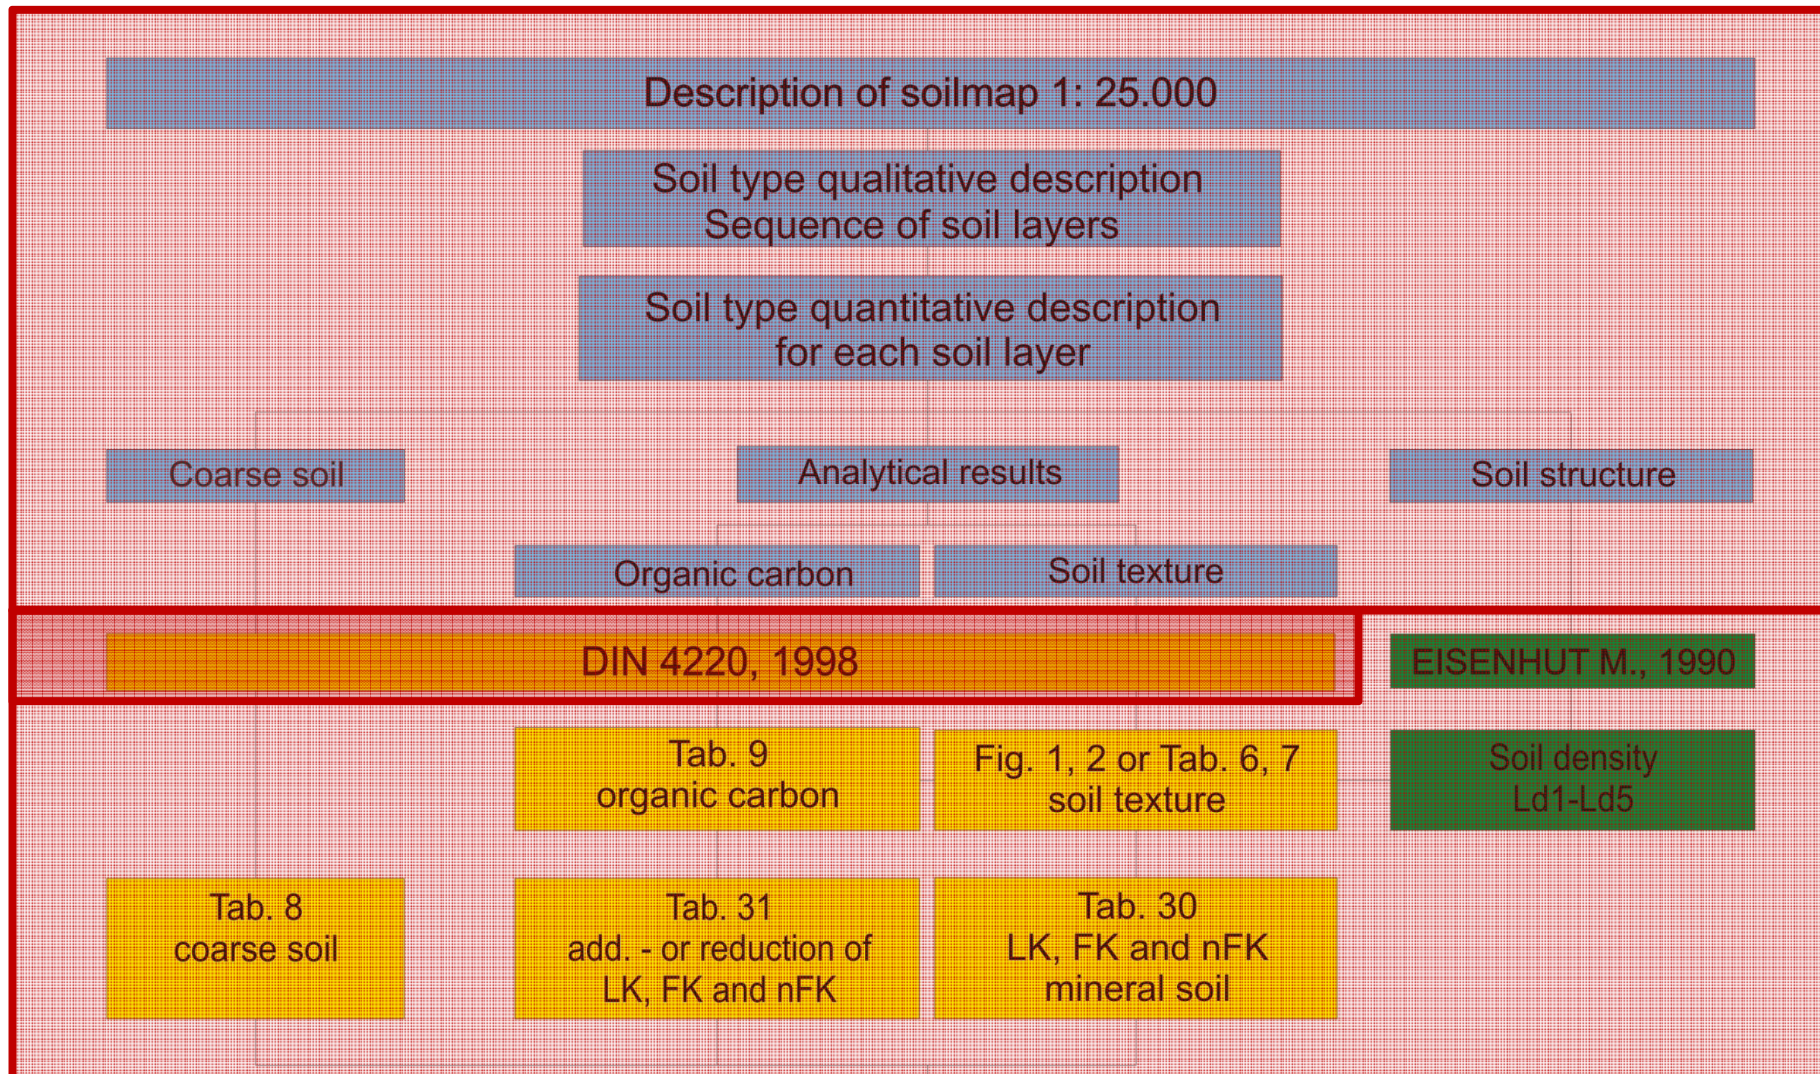 Description of soilmap 1: 25.000
Soil type qualitative description
Sequence of soil layers
Soil type quantitative description
for each soil layer
Coarse soil
Analytical results
Soil structure
Organic carbon
Soil texture
DIN 4220, 1998
EISENHUT M., 1990
Tab. 9
organic carbon
Fig. 1, 2 or Tab. 6, 7
soil texture
Soil density
Ld1-Ld5
Tab. 8
coarse soil
Tab. 31
add. - or reduction of
LK, FK and nFK
Tab. 30
LK, FK and nFK
mineral soil